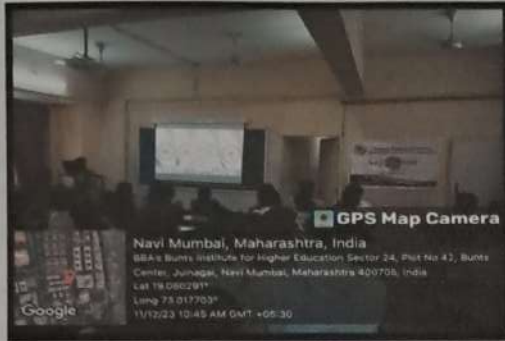 GPS Map Camera
Navi Mumbai, Maharashtra, India
BBA's Bunts Institute for Higher Education Sector 24, Plot No 42, Bunts
Center, Juinagar, Navi Mumbai, Maharashtra 400706, India
Lat 19.060291°
Long 73.017703°
11/12/23 10:45 AM GMT +05:30
Google